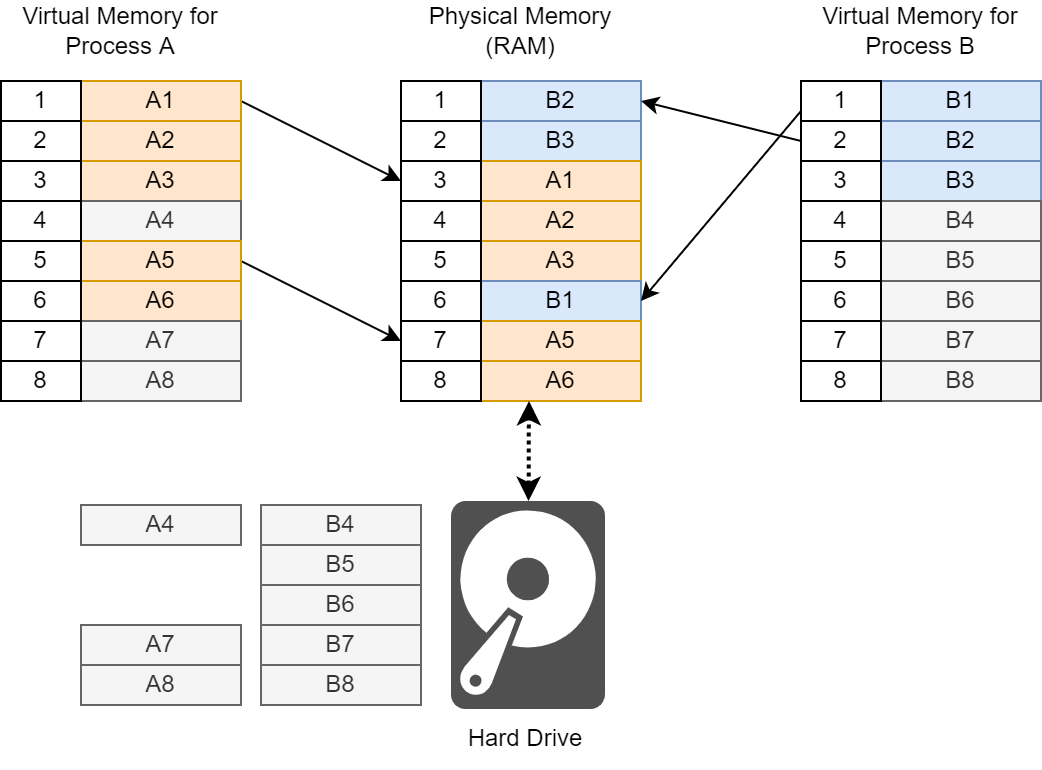 Virtual Memory for
Process A
Physical Memory
(RAM)
Virtual Memory for
Process B
1 A1
2 A2
3 A3
4 A4
5 A5
6 A6
7 A7
8 A8
1 B2
2 B3
3 A1
4 A2
5 A3
6 B1
7 A5
8 A6
1 B1
2 B2
3 B3
4 B4
5 B5
6 B6
7 B7
8 B8
A4
A7
A8
B4
B5
B6
B7
B8
Hard Drive